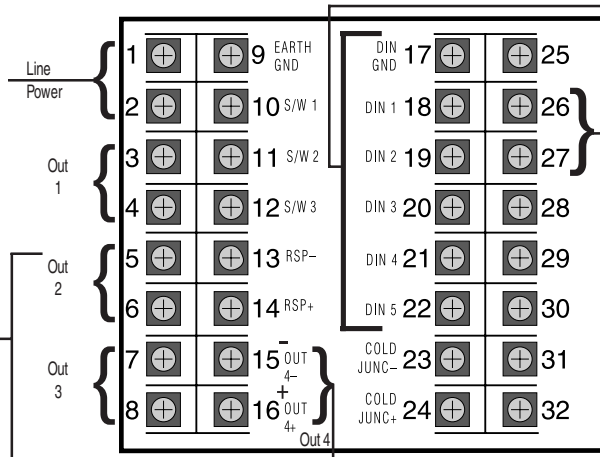 Line
Power
Out
1
Out
2
Out
3
1
2
3
4
5
6
7
8
9 EARTH
GND
10 S/W 1
11 S/W 2
12 S/W 3
13 RSP–
14 RSP+
15 –
OUT
4–
16 +
OUT
4+
Out 4
DIN
GND 17
DIN 1 18
DIN 2 19
DIN 3 20
DIN 4 21
DIN 5 22
COLD
JUNC– 23
COLD
JUNC+ 24
25
26
27
28
29
30
31
32